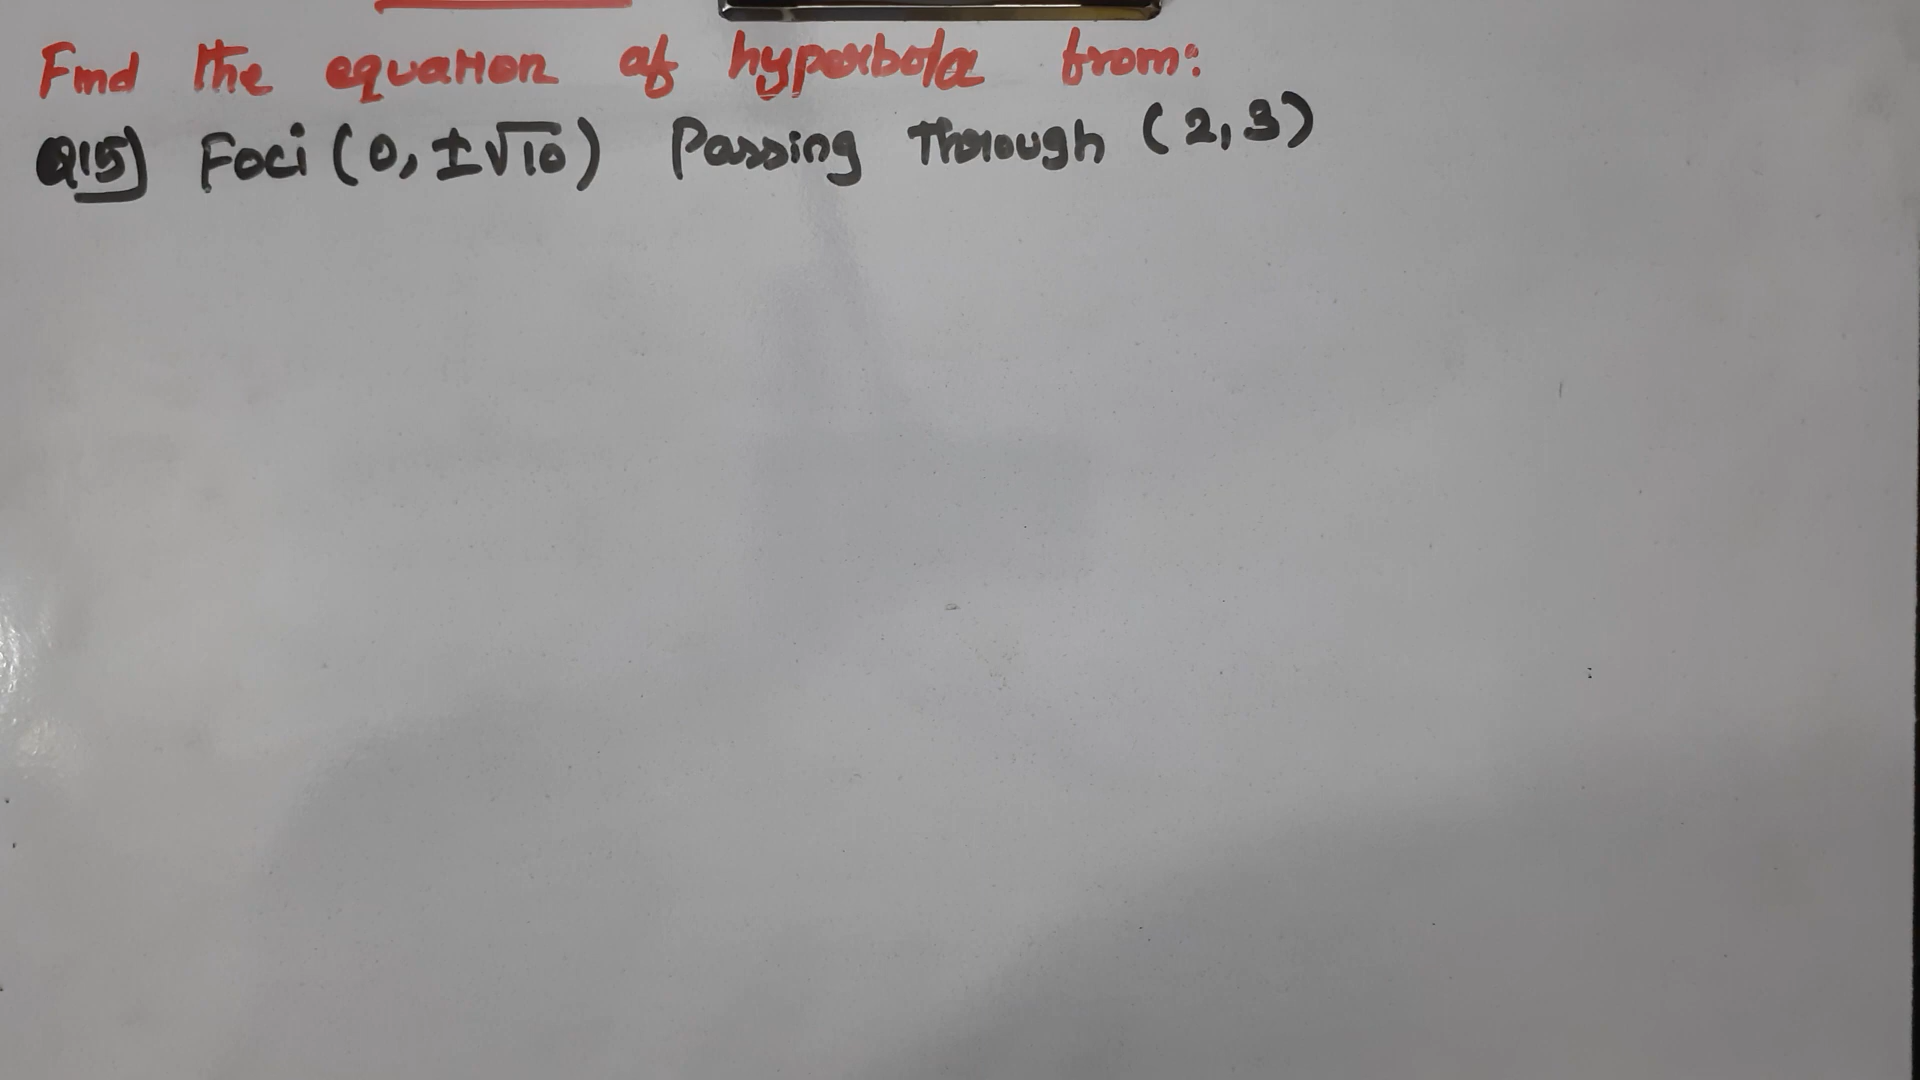 Find the equation of hyperbola from:
Q15) Foci (0, ±√10) Passing Through (2,3)